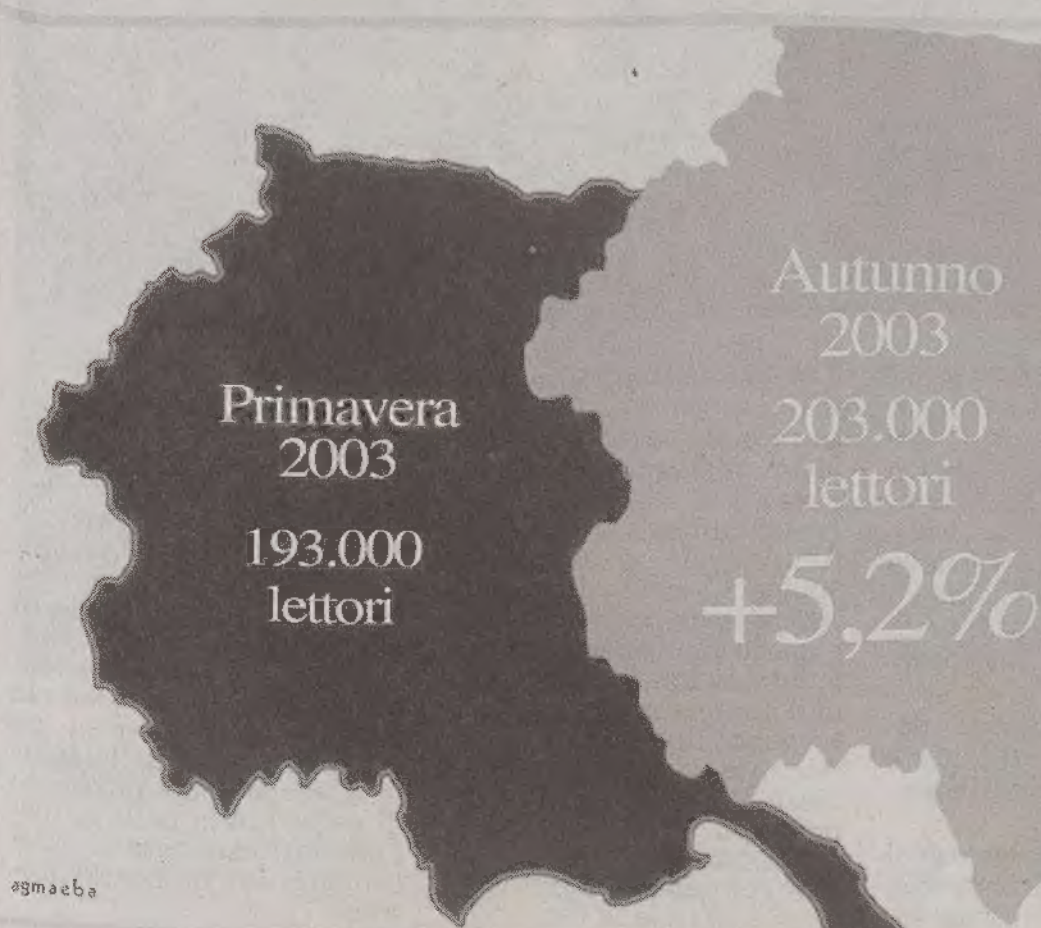 Primavera
2003
193.000
lettori
Autunno
2003
203.000
lettori
+5,2%
agmaeba